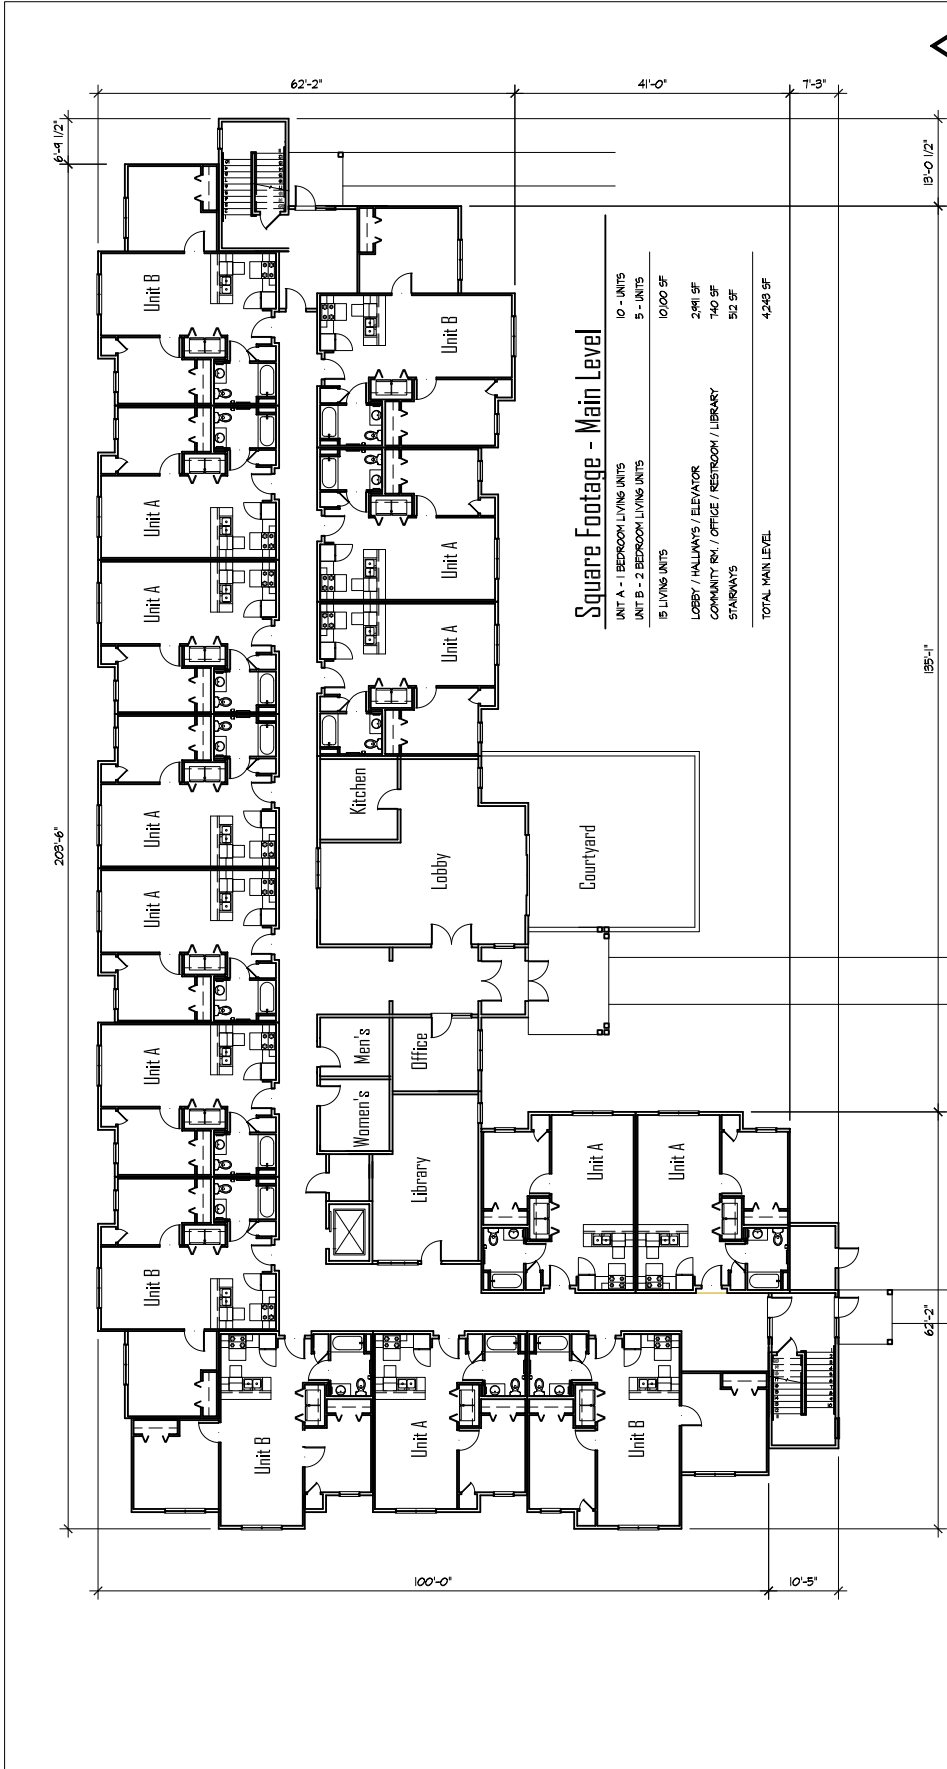 62'-2"
41'-0"
7'-3"
6'-9 1/2"
13'-0 1/2"
203'-6"
135'-1"
62'-2"
100'-0"
10'-5"
Unit B
Unit A
Unit A
Unit A
Unit A
Unit A
Unit B
Unit B
Unit A
Unit A
Kitchen
Lobby
Courtyard
Men's
Office
Women's
Library
Unit A
Unit A
Unit B
Unit A
Unit B
Square Footage - Main Level
UNIT A - 1 BEDROOM LIVING UNITS 10 - UNITS
UNIT B - 2 BEDROOM LIVING UNITS 5 - UNITS
15 LIVING UNITS 10,100 SF
LOBBY / HALLWAYS / ELEVATOR 2,991 SF
COMMUNITY RM. / OFFICE / RESTROOM / LIBRARY 740 SF
STAIRWAYS 512 SF
TOTAL MAIN LEVEL 4,243 SF